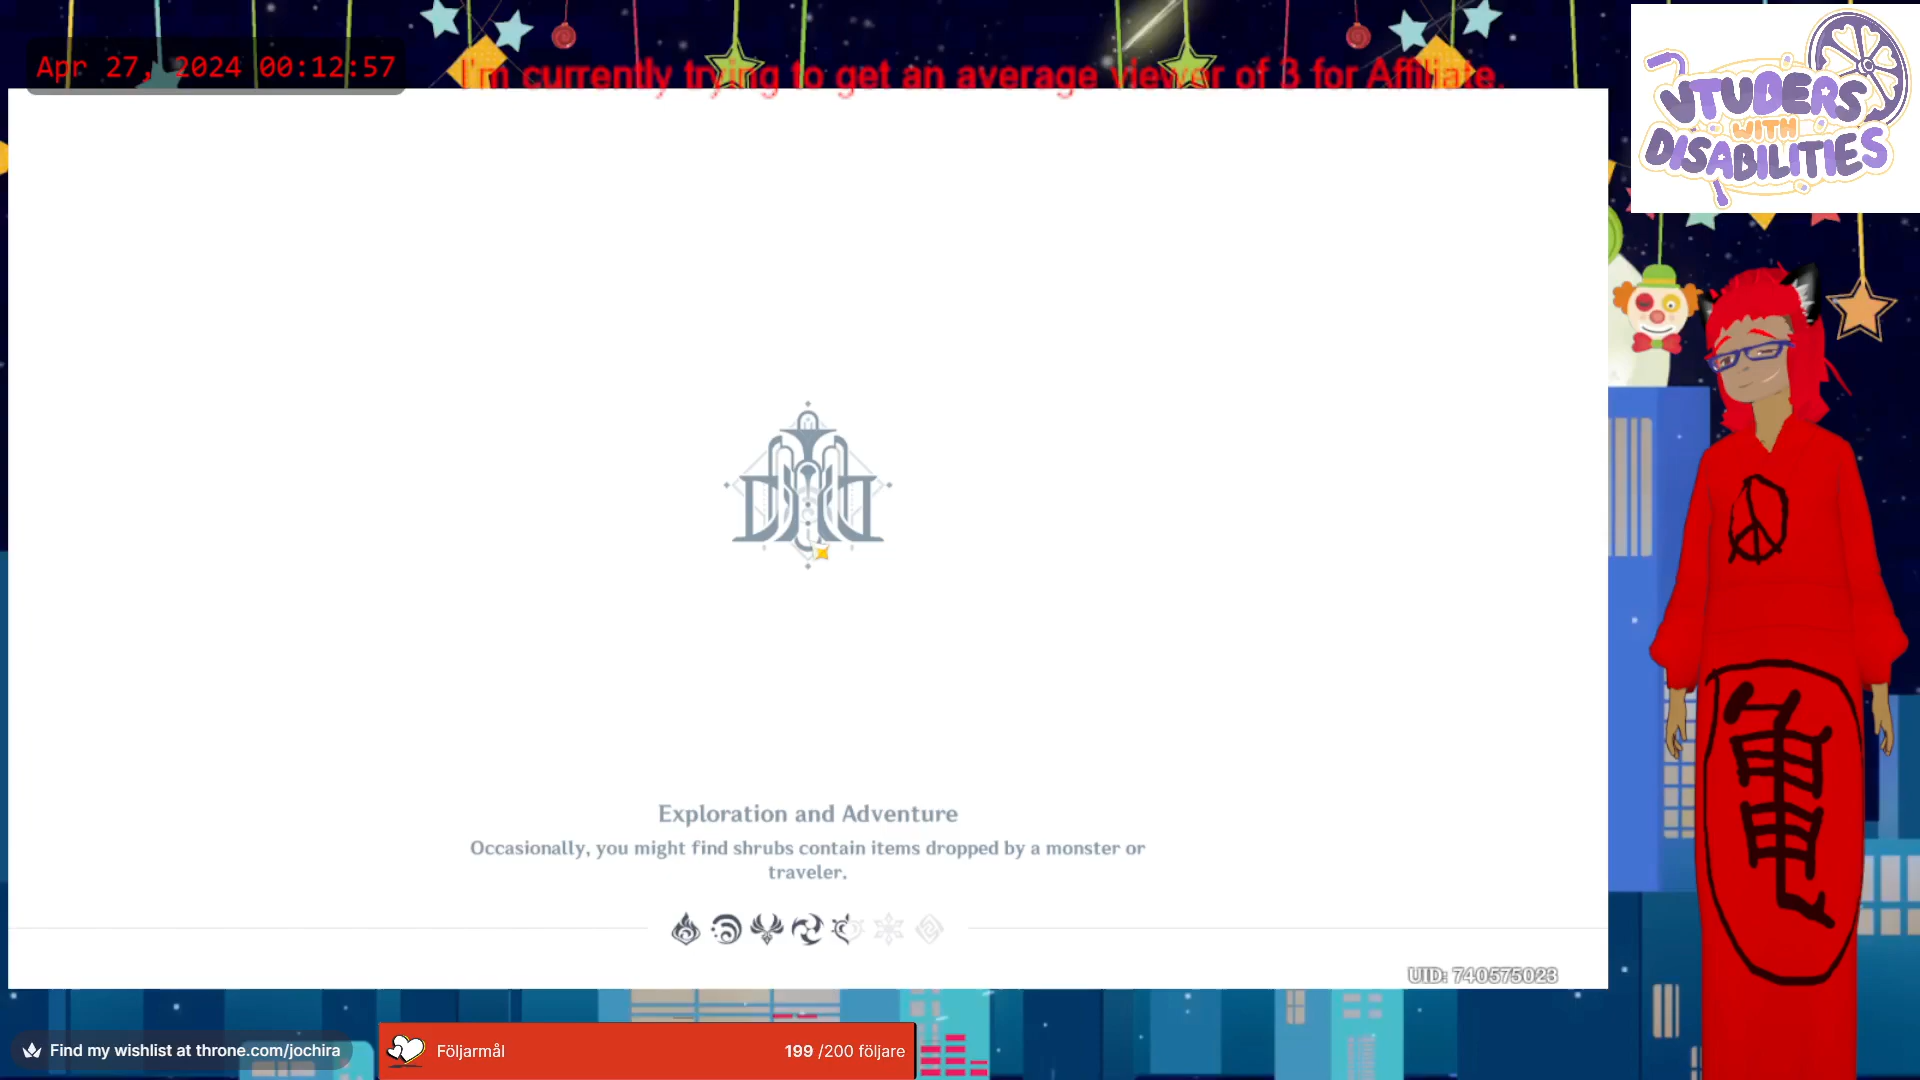 Apr 27, 2024 00:12:57
I'm currently trying to get an average viewer of 3 for Affiliate.
VTUBERS
WITH
DISABILITIES
亀
Exploration and Adventure
Occasionally, you might find shrubs contain items dropped by a monster or
traveler.
UID: 740575023
Find my wishlist at throne.com/jochira
Följarmål
199 /200 följare